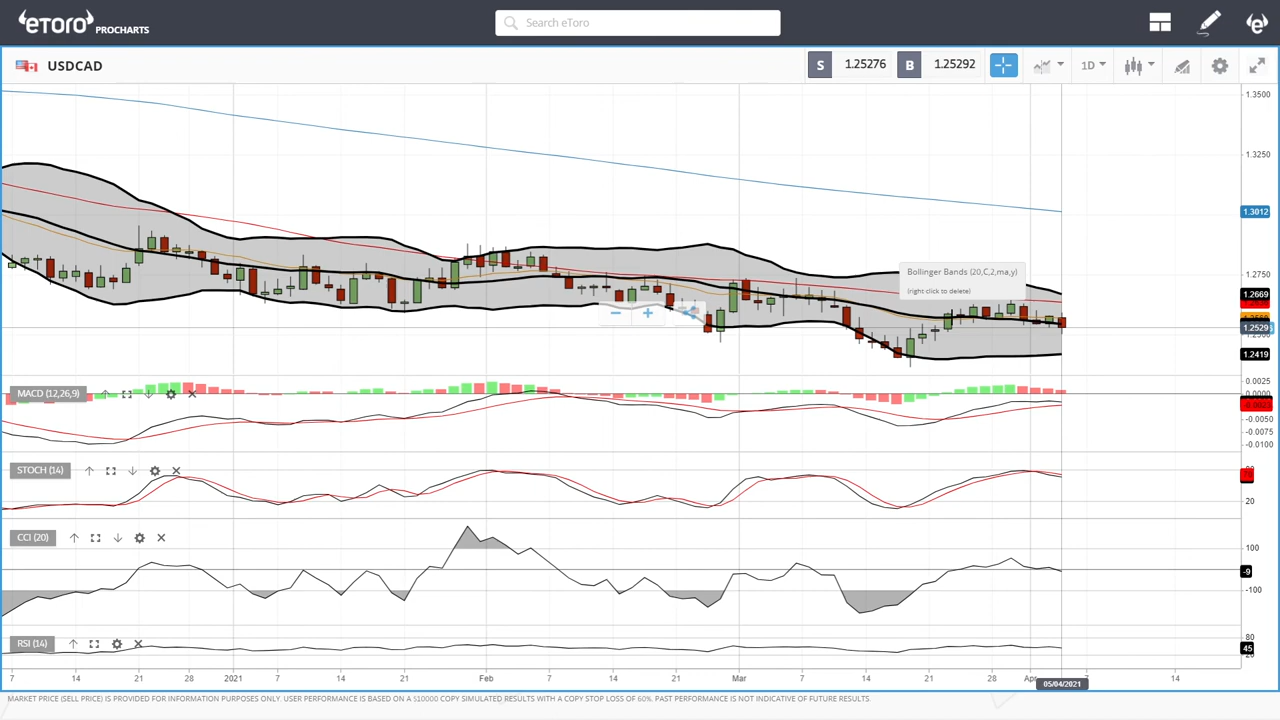 eToro PROCHARTS
Search eToro
USDCAD
S 1.25276 B 1.25292 1D
1.3500
1.3250
1.3012
Bollinger Bands (20,C,2,ma,y)
(right click to delete)
1.2750
1.2669
1.2529
1.2419
MACD (12,26,9)
0.0025
0.0000
-0.0050
-0.0075
-0.0100
STOCH (14)
20
CCI (20)
100
-9
-100
RSI (14)
80
45
7 14 21 28 2021 7 14 21 Feb 7 14 21 Mar 7 14 21 28 Apr 7 14
05/04/2021
MARKET PRICE (SELL PRICE) IS PROVIDED FOR INFORMATION PURPOSES ONLY. USER PERFORMANCE IS BASED ON A $10000 COPY SIMULATED RESULTS WITH A COPY STOP LOSS OF 60%. PAST PERFORMANCE IS NOT INDICATIVE OF FUTURE RESULTS.